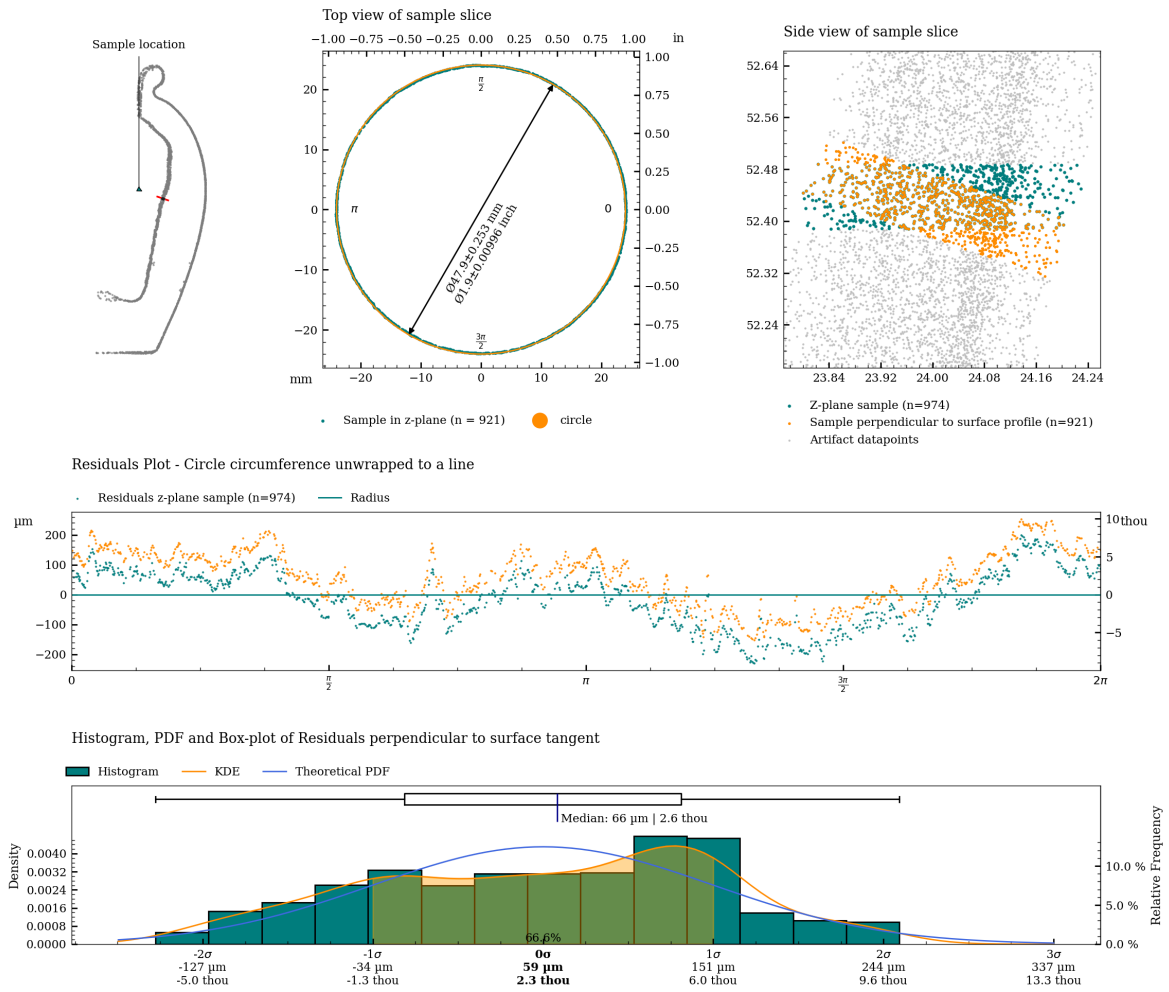 Sample location
Top view of sample slice
−1.00 −0.75 −0.50 −0.25 0.00 0.25 0.50 0.75 1.00 in
20
10
0
−10
−20
mm
−20 −10 0 10 20
1.00
0.75
0.50
0.25
0.00
−0.25
−0.50
−0.75
−1.00
π/2
π
0
3π/2
Ø47.9±0.253 mm
Ø1.9±0.00996 inch
Sample in z-plane (n = 921) circle
Side view of sample slice
52.64
52.56
52.48
52.40
52.32
52.24
23.84 23.92 24.00 24.08 24.16 24.24
Z-plane sample (n=974)
Sample perpendicular to surface profile (n=921)
Artifact datapoints
Residuals Plot - Circle circumference unwrapped to a line
Residuals z-plane sample (n=974) Radius
µm
200
100
0
−100
−200
10 thou
5
0
−5
0 π/2 π 3π/2 2π
Histogram, PDF and Box-plot of Residuals perpendicular to surface tangent
Histogram KDE Theoretical PDF
Median: 66 µm | 2.6 thou
Density
0.0040
0.0032
0.0024
0.0016
0.0008
0.0000
Relative Frequency
10.0 %
5.0 %
0.0 %
66.6%
-2σ -1σ 0σ 1σ 2σ 3σ
-127 µm -34 µm 59 µm 151 µm 244 µm 337 µm
-5.0 thou -1.3 thou 2.3 thou 6.0 thou 9.6 thou 13.3 thou